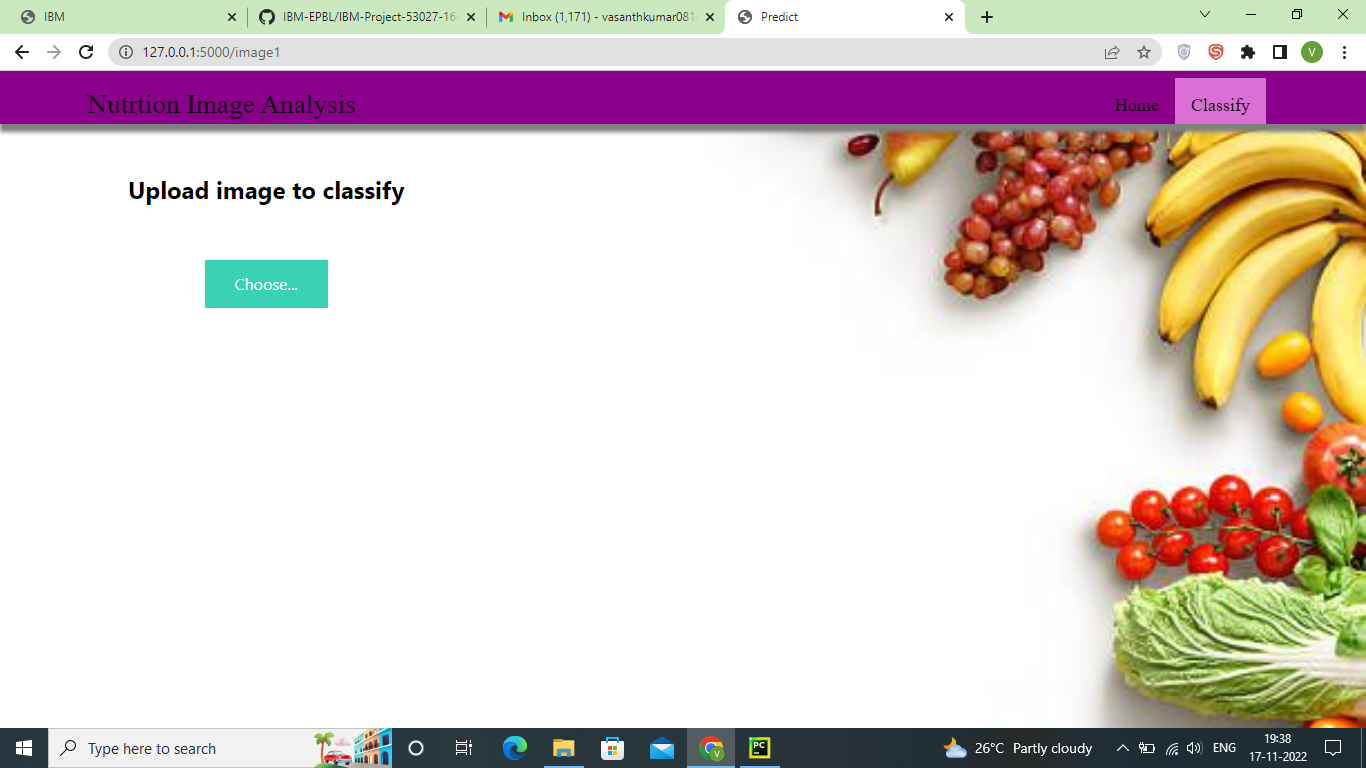 IBM
IBM-EPBL/IBM-Project-53027-16
Inbox (1,171) - vasanthkumar081
Predict
127.0.0.1:5000/image1
V
Nutrtion Image Analysis
Home
Classify
Upload image to classify
Choose...
Type here to search
V
PC
26°C Partly cloudy
ENG
19:38
17-11-2022